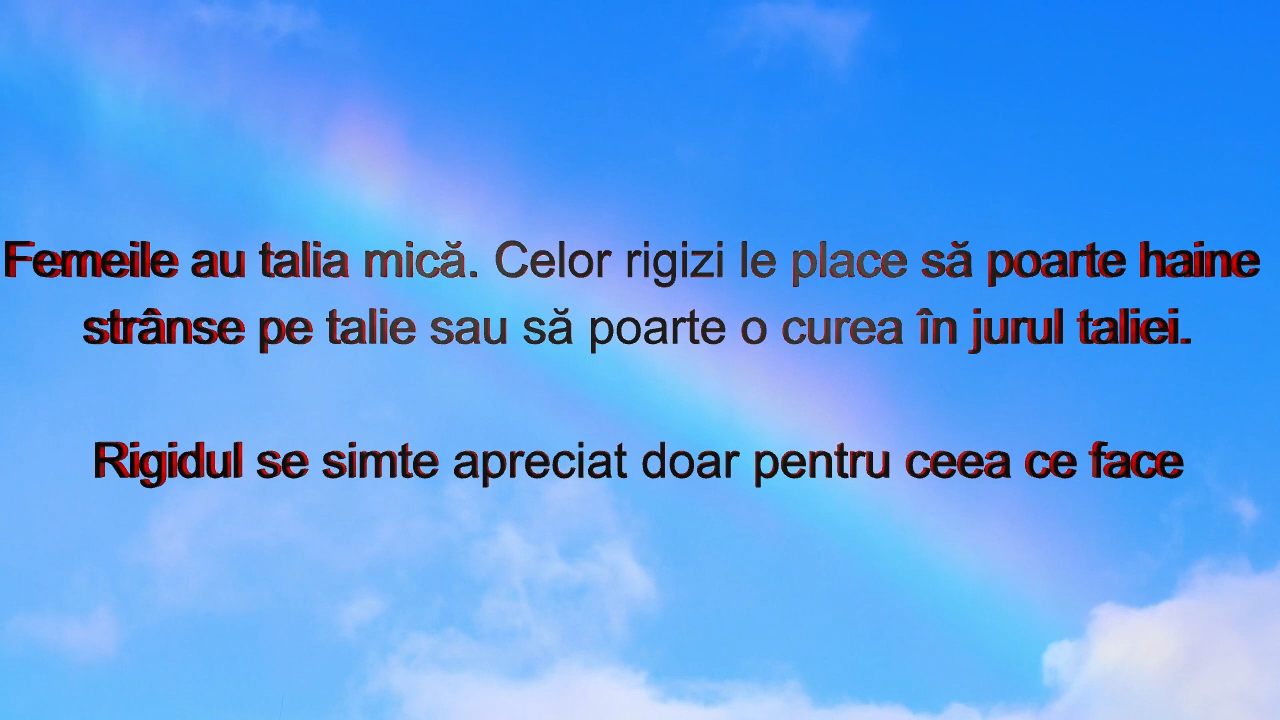 Femeile au talia mică. Celor rigizi le place să poarte haine
strânse pe talie sau să poarte o curea în jurul taliei.
Rigidul se simte apreciat doar pentru ceea ce face